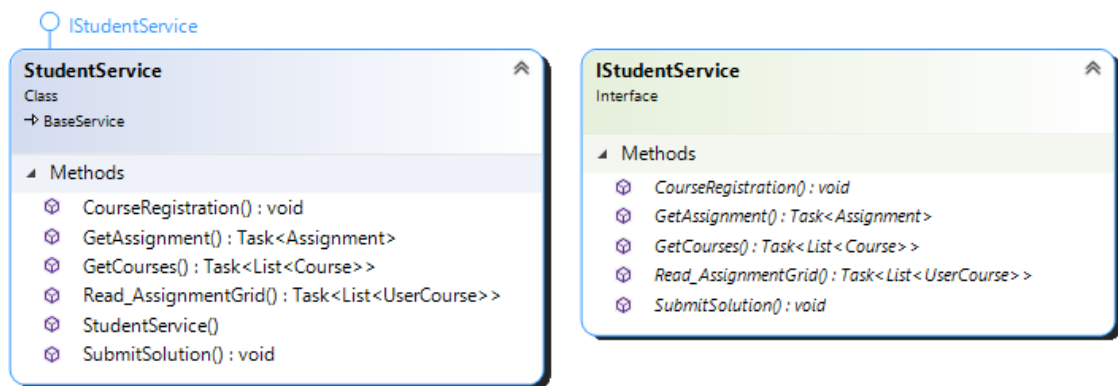 IStudentService
StudentService
Class
BaseService
Methods
CourseRegistration() : void
GetAssignment() : Task<Assignment>
GetCourses() : Task<List<Course>>
Read_AssignmentGrid() : Task<List<UserCourse>>
StudentService()
SubmitSolution() : void
IStudentService
Interface
Methods
CourseRegistration() : void
GetAssignment() : Task<Assignment>
GetCourses() : Task<List<Course>>
Read_AssignmentGrid() : Task<List<UserCourse>>
SubmitSolution() : void